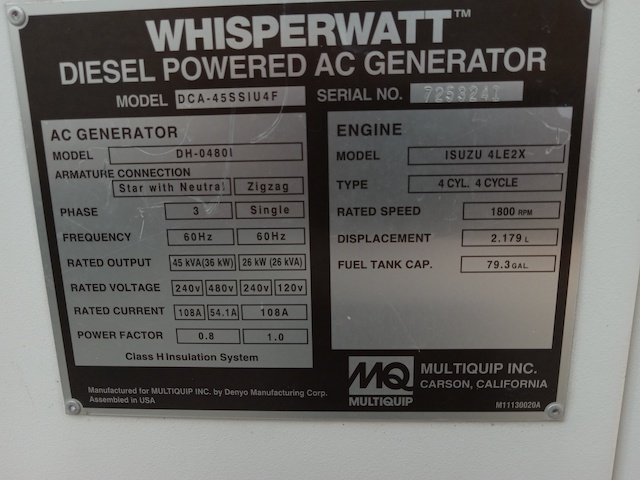 WHISPERWATT™
DIESEL POWERED AC GENERATOR
MODEL DCA-45SSIU4F SERIAL NO. 7253241
AC GENERATOR
MODEL DH-0480I
ARMATURE CONNECTION
Star with Neutral Zigzag
PHASE 3 Single
FREQUENCY 60Hz 60Hz
RATED OUTPUT 45 kVA(36 kW) 26 kW (26 kVA)
RATED VOLTAGE 240v 480v 240v 120v
RATED CURRENT 108A 54.1A 108A
POWER FACTOR 0.8 1.0
Class H Insulation System
ENGINE
MODEL ISUZU 4LE2X
TYPE 4 CYL. 4 CYCLE
RATED SPEED 1800 RPM
DISPLACEMENT 2.179 L
FUEL TANK CAP. 79.3 GAL.
Manufactured for MULTIQUIP INC. by Denyo Manufacturing Corp.
Assembled in USA
MQ
MULTIQUIP
MULTIQUIP INC.
CARSON, CALIFORNIA
M11130020A